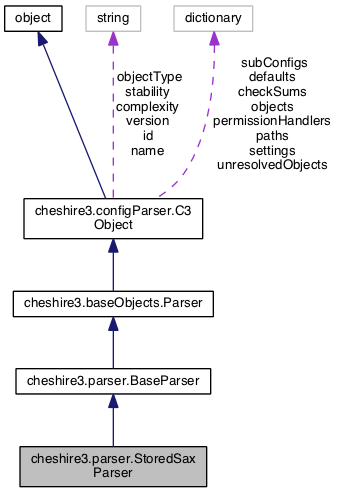 object
string
dictionary
objectType
stability
complexity
version
id
name
subConfigs
defaults
checkSums
objects
permissionHandlers
paths
settings
unresolvedObjects
cheshire3.configParser.C3
Object
cheshire3.baseObjects.Parser
cheshire3.parser.BaseParser
cheshire3.parser.StoredSax
Parser